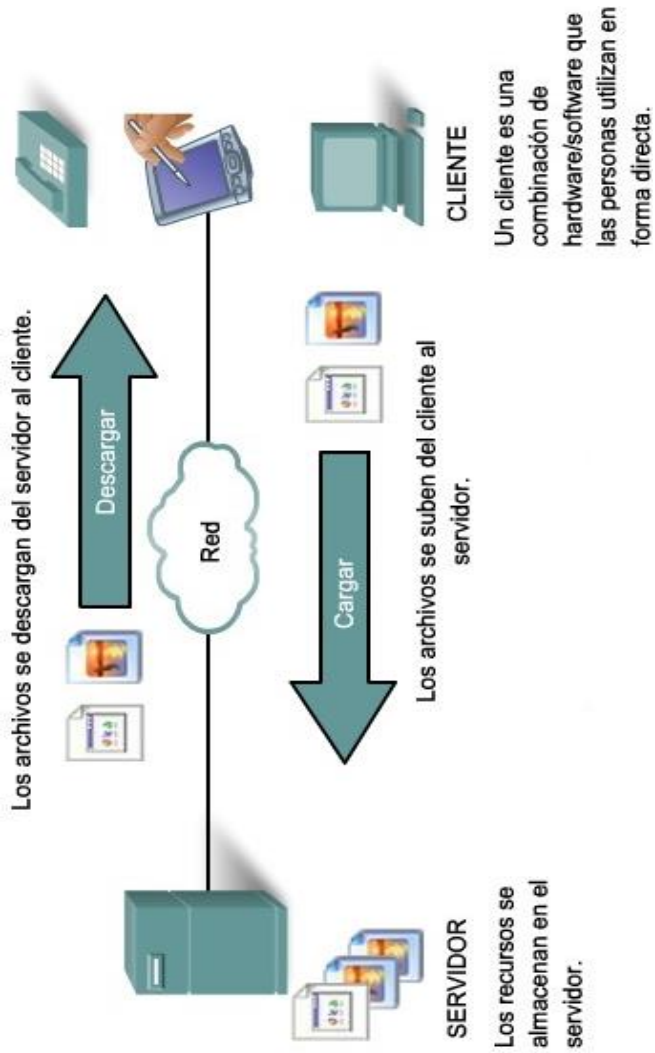 Los archivos se descargan del servidor al cliente.
Descargar
Red
Cargar
Los archivos se suben del cliente al
servidor.
SERVIDOR
Los recursos se
almacenan en el
servidor.
CLIENTE
Un cliente es una
combinación de
hardware/software que
las personas utilizan en
forma directa.